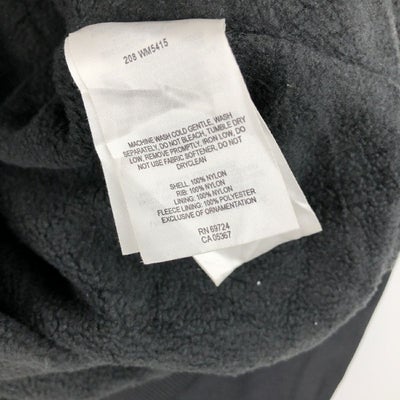 208 WM5415
MACHINE WASH COLD GENTLE, WASH
SEPARATELY, DO NOT BLEACH, TUMBLE DRY
LOW, REMOVE PROMPTLY, IRON LOW, DO
NOT USE FABRIC SOFTENER, DO NOT
DRYCLEAN
SHELL: 100% NYLON
RIB: 100% NYLON
LINING: 100% NYLON
FLEECE LINING: 100% POLYESTER
EXCLUSIVE OF ORNAMENTATION
RN 69724
CA 05367